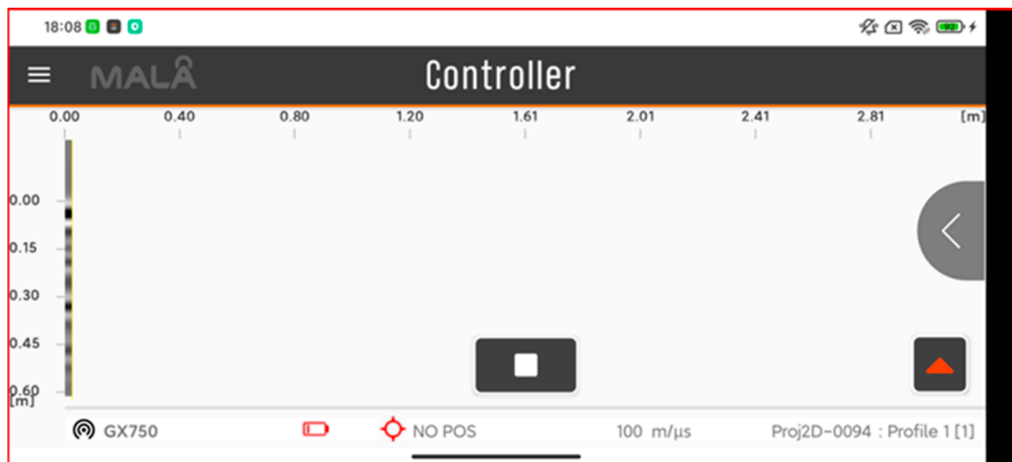 18:08
92
MALÅ
Controller
0.00 0.40 0.80 1.20 1.61 2.01 2.41 2.81 [m]
0.00
0.15
0.30
0.45
0.60
[m]
GX750 NO POS 100 m/µs Proj2D-0094 : Profile 1 [1]